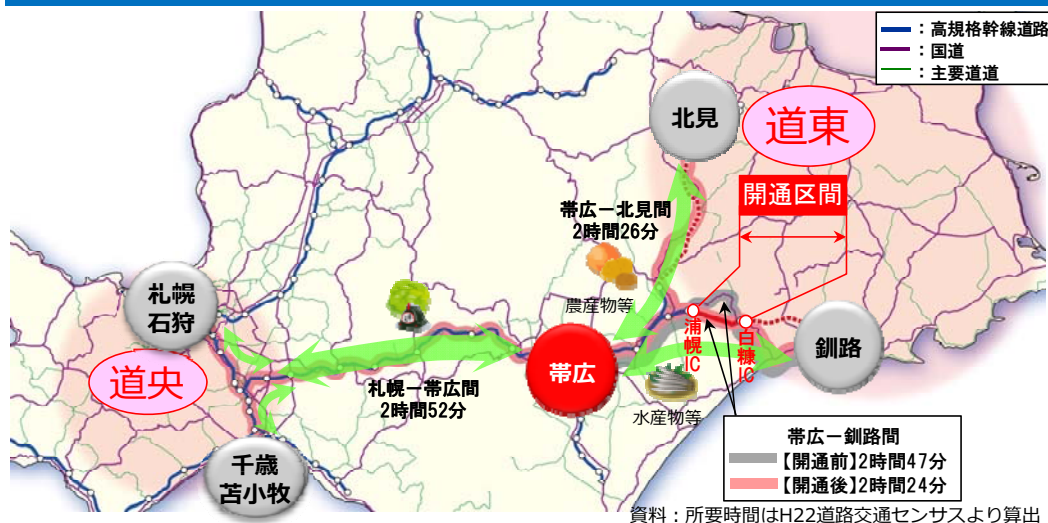 ：高規格幹線道路
：国道
：主要道道
北見
道東
開通区間
帯広－北見間
2時間26分
農産物等
札幌
石狩
道央
浦幌IC
白糠IC
釧路
帯広
札幌－帯広間
2時間52分
水産物等
千歳
苫小牧
帯広－釧路間
【開通前】2時間47分
【開通後】2時間24分
資料：所要時間はH22道路交通センサスより算出